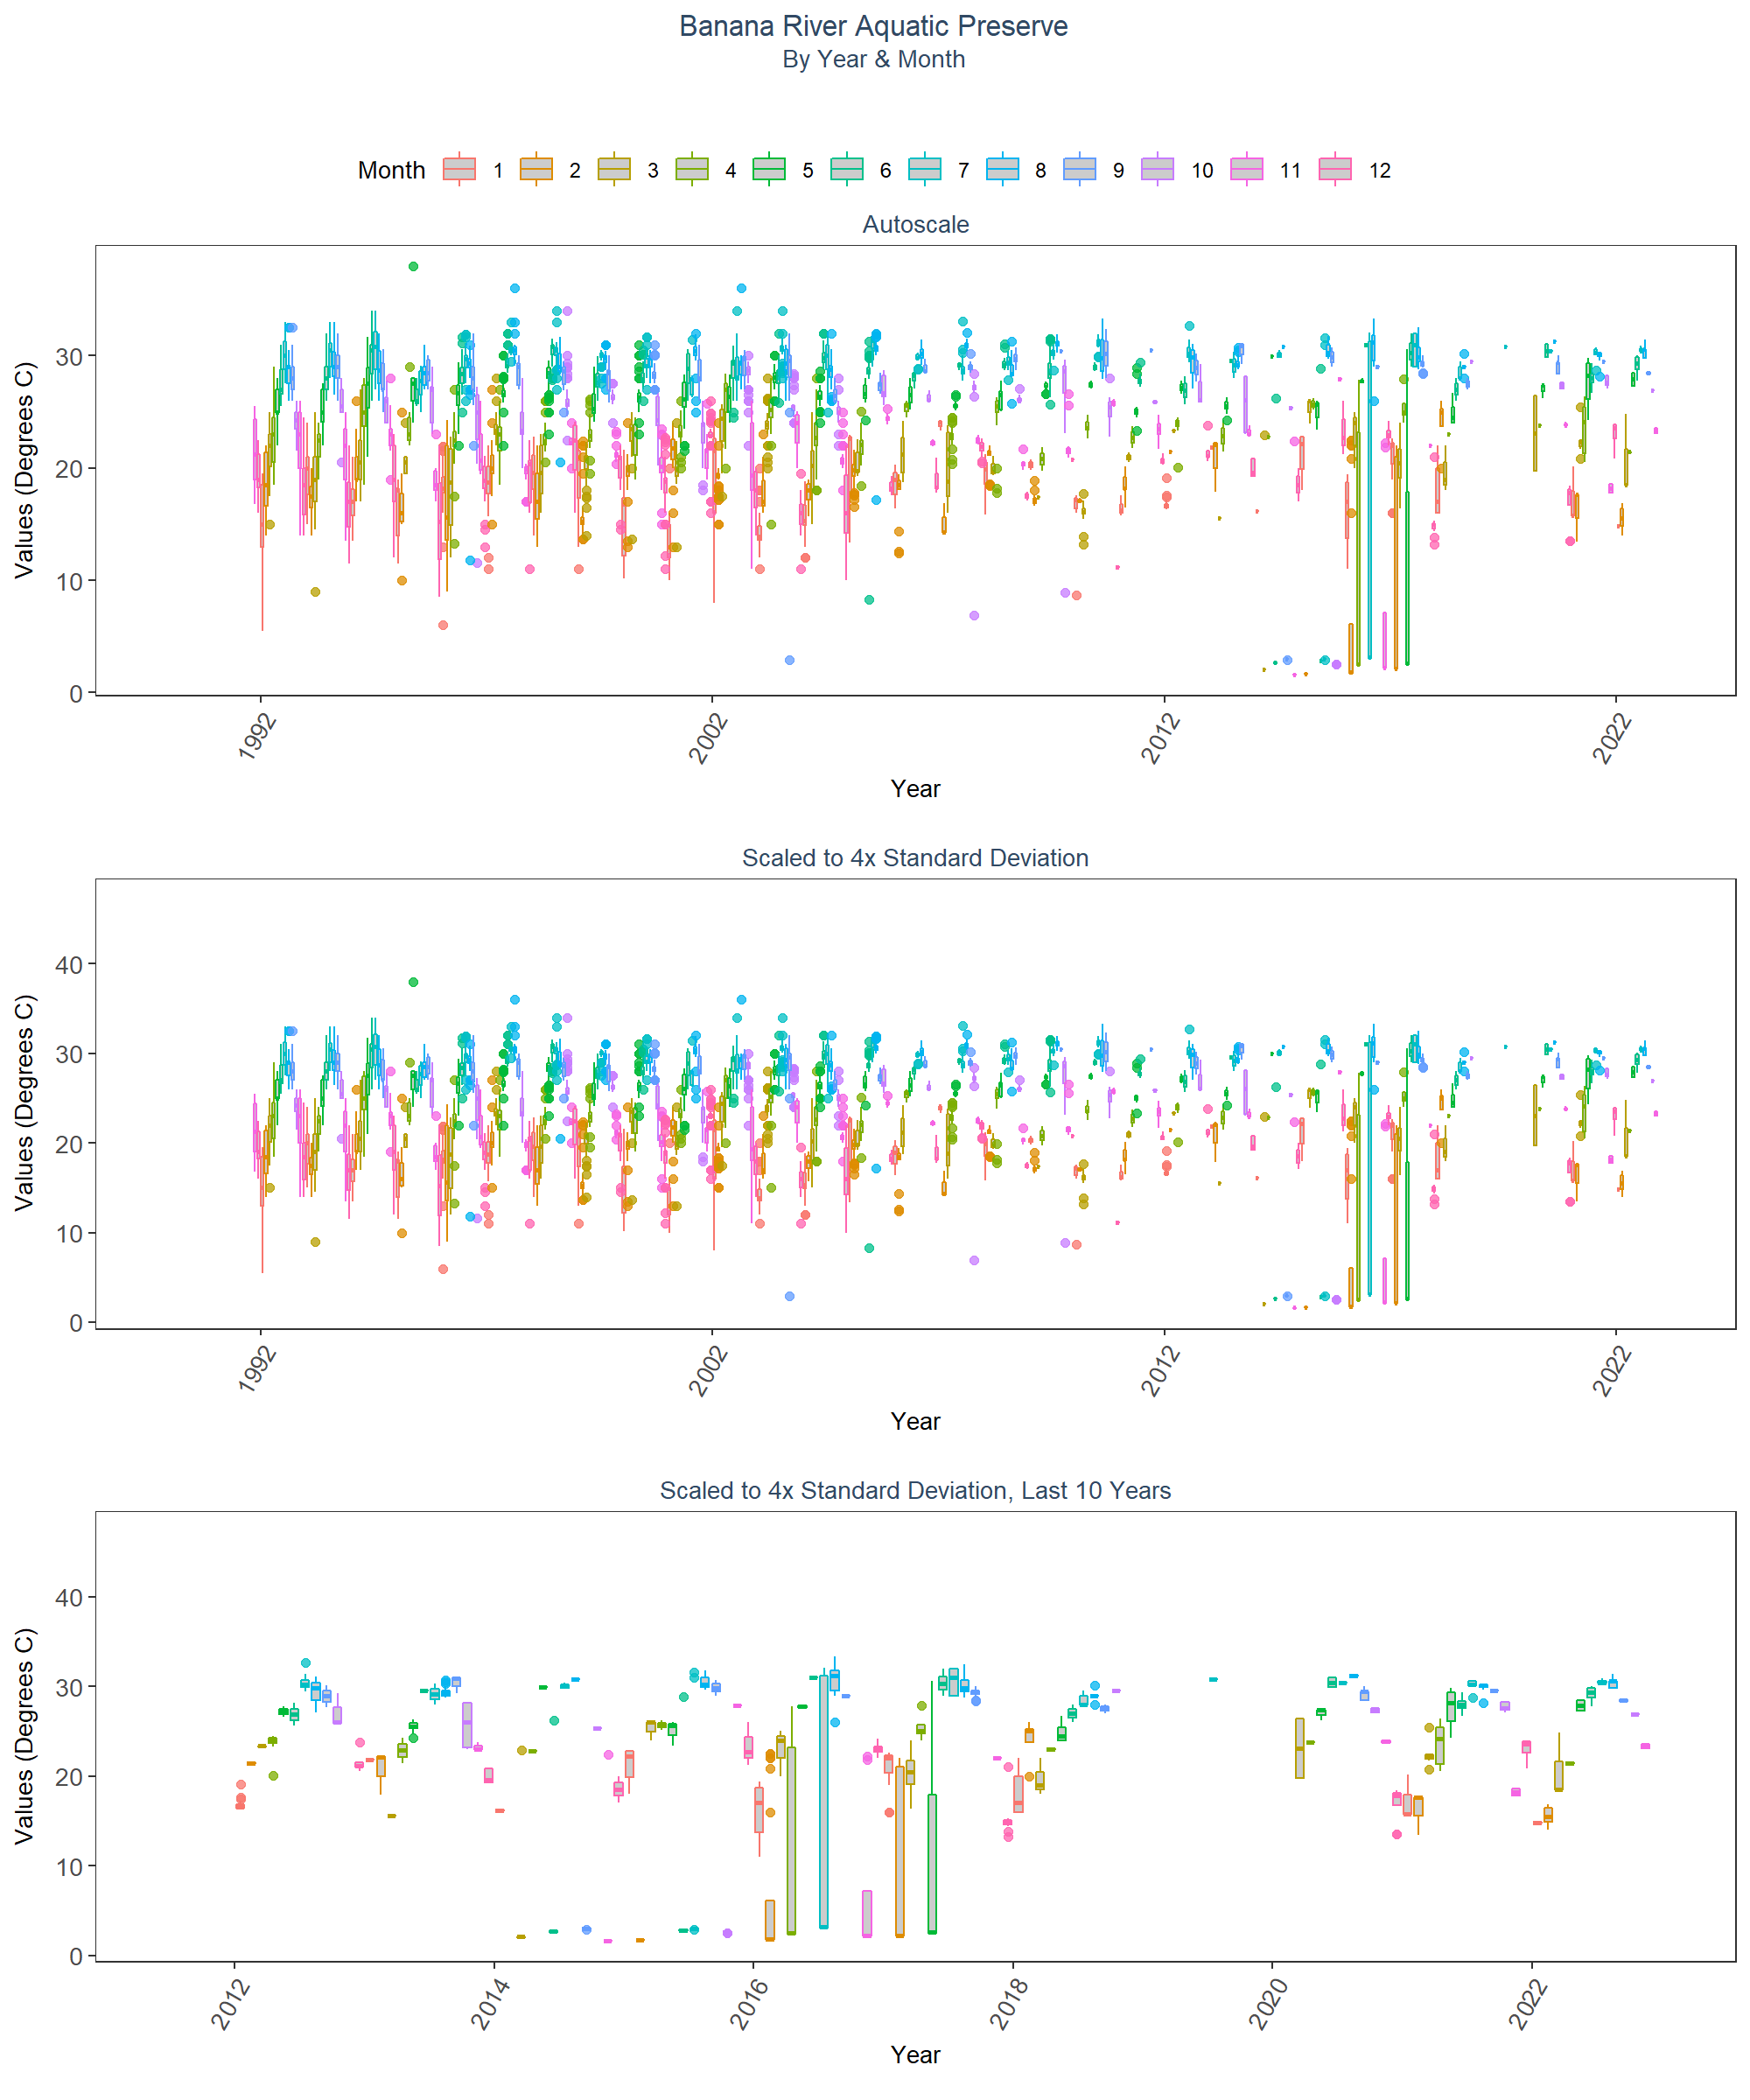 Banana River Aquatic Preserve
By Year & Month
Month 1 2 3 4 5 6 7 8 9 10 11 12
Autoscale
Values (Degrees C)
30
20
10
0
1992 2002 2012 2022
Year
Scaled to 4x Standard Deviation
Values (Degrees C)
40
30
20
10
0
1992 2002 2012 2022
Year
Scaled to 4x Standard Deviation, Last 10 Years
Values (Degrees C)
40
30
20
10
0
2012 2014 2016 2018 2020 2022
Year